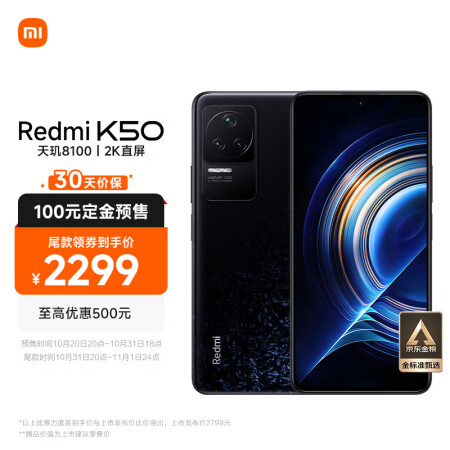 mi
Redmi K50
天玑8100 | 2K直屏
*30天价保*
100元定金预售
尾款领券到手价
¥2299
至高优惠500元
预售时间10月20日20点~10月31日18点
尾款时间10月31日20点~11月1日24点
*以上优惠力度系到手价与上市发布价比价得出，上市发布价2799元
**赠品价值为上市建议零售价
Redmi
京东金榜
金标准甄选